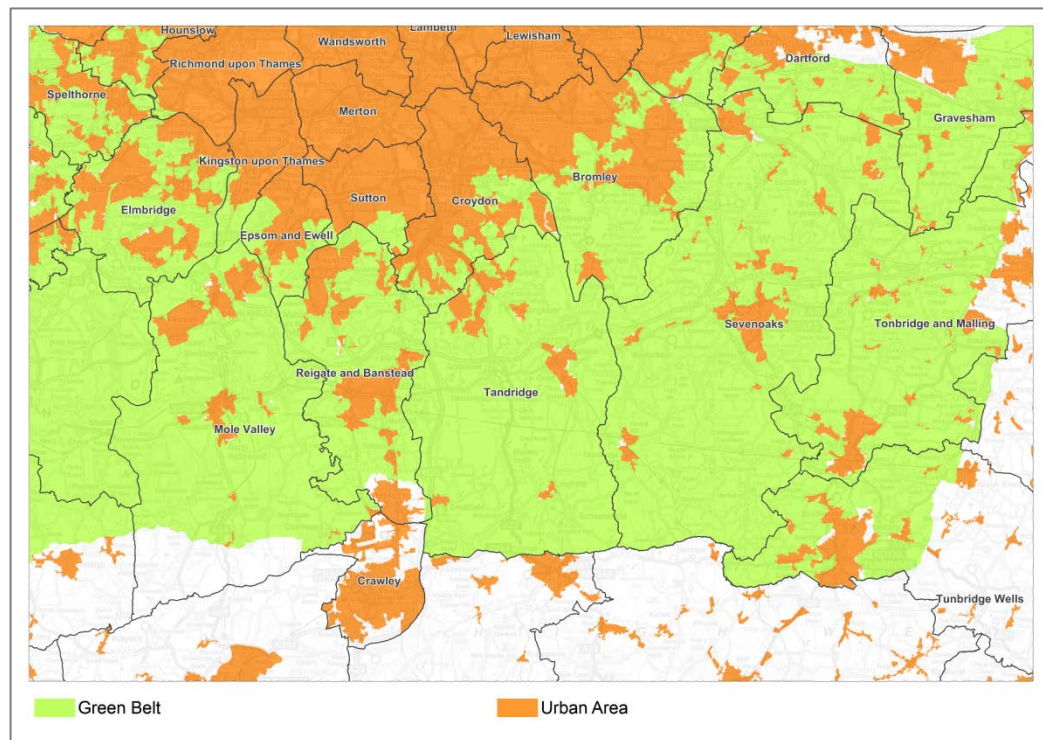 Hounslow
Wandsworth
Lambeth
Lewisham
Richmond upon Thames
Dartford
Spelthorne
Merton
Gravesham
Kingston upon Thames
Bromley
Sutton
Croydon
Elmbridge
Epsom and Ewell
Sevenoaks
Tonbridge and Malling
Reigate and Banstead
Tandridge
Mole Valley
Crawley
Tunbridge Wells
Green Belt
Urban Area